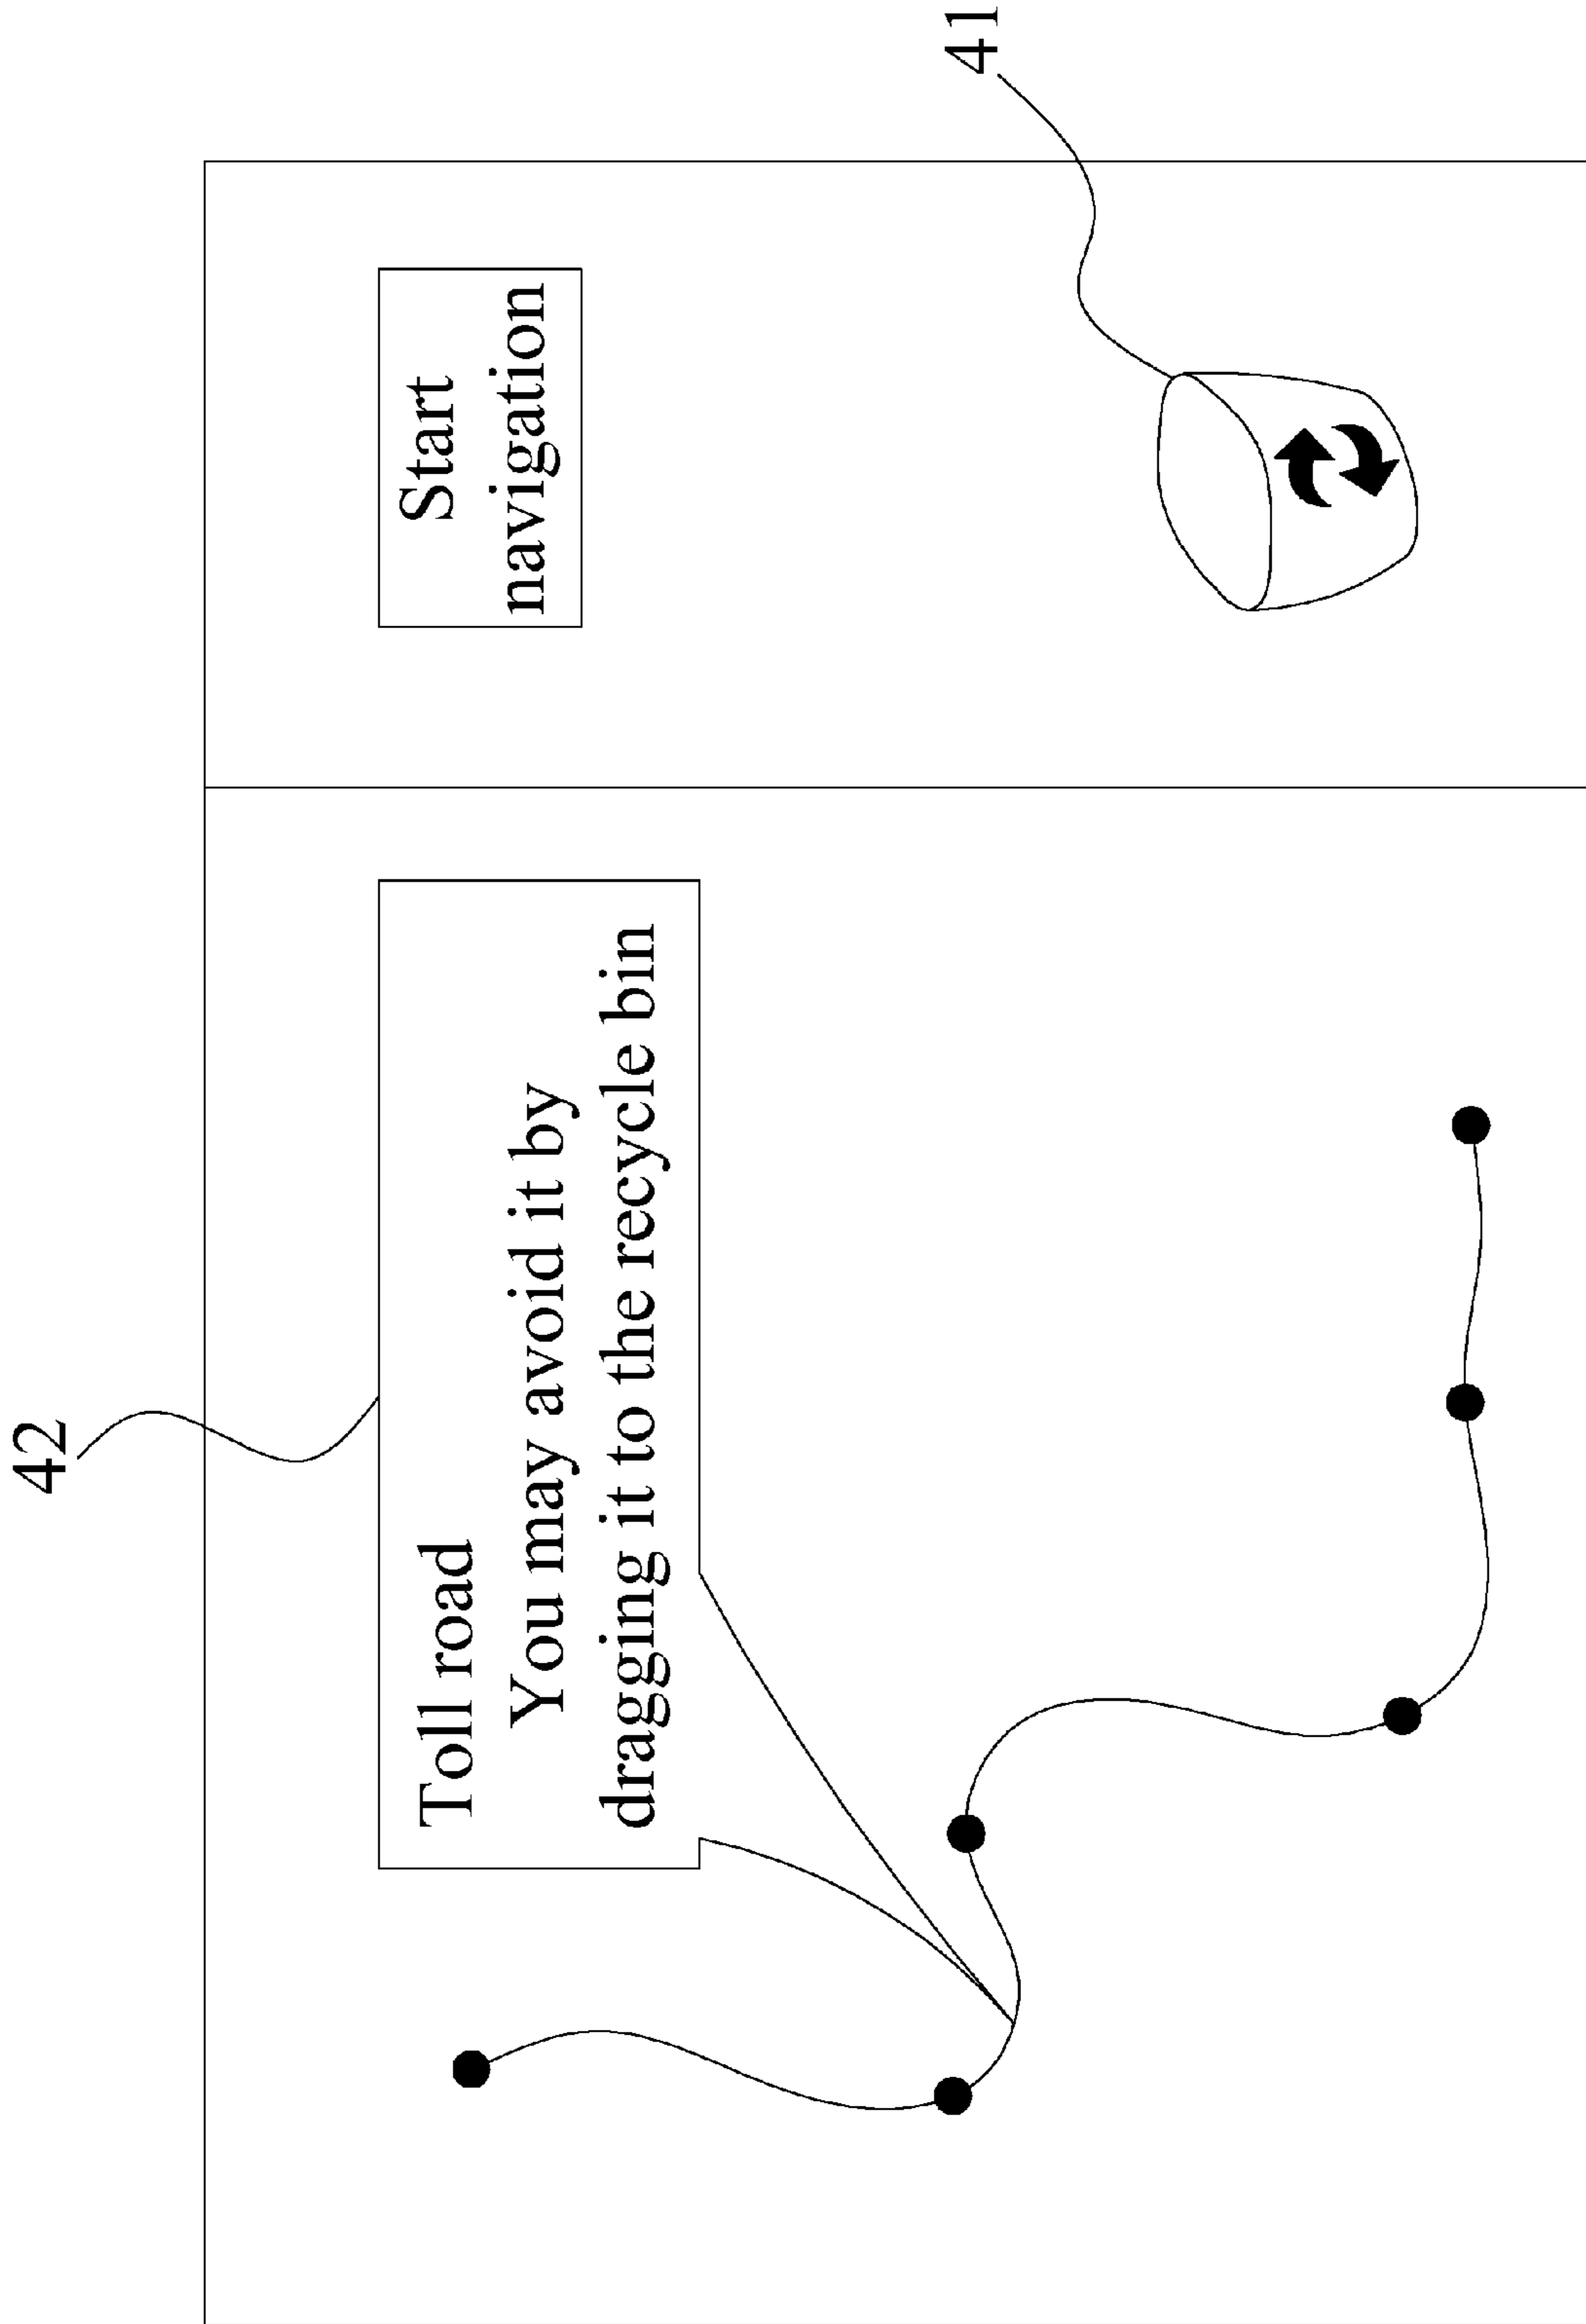 42
Toll road
You may avoid it by
dragging it to the recycle bin
Start
navigation
41